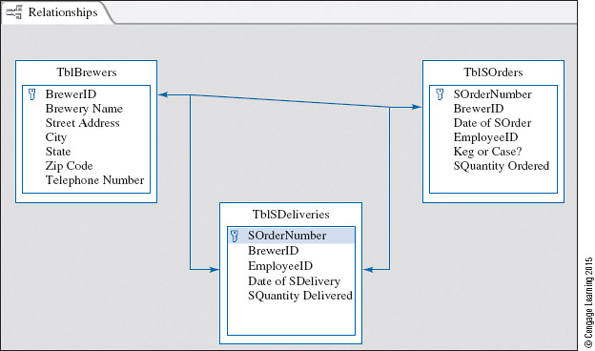 Relationships
TblBrewers
BrewerID
Brewery Name
Street Address
City
State
Zip Code
Telephone Number
TblSOrders
SOrderNumber
BrewerID
Date of SOrder
EmployeeID
Keg or Case?
SQuantity Ordered
TblSDeliveries
SOrderNumber
BrewerID
EmployeeID
Date of SDelivery
SQuantity Delivered
© Cengage Learning 2015